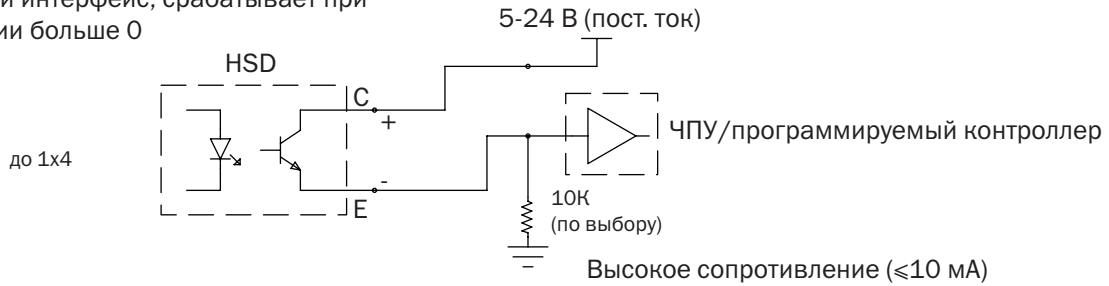 й интерфейс, срабатывает при
ии больше 0
5-24 В (пост. ток)
HSD
C
+
ЧПУ/программируемый контроллер
до 1x4
-
E
10К
(по выбору)
Высокое сопротивление (⩽10 мА)